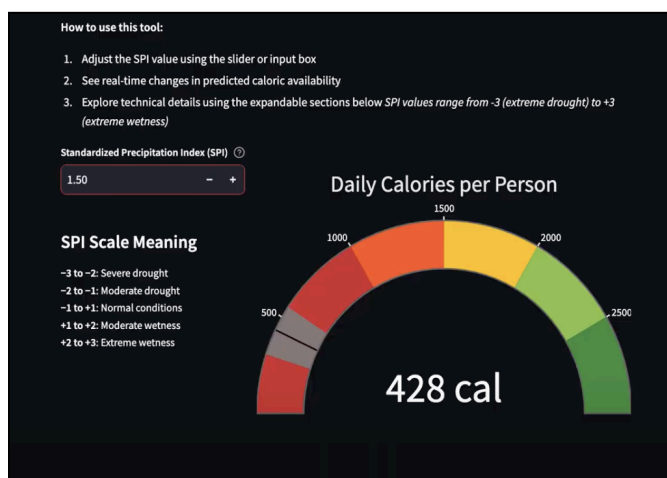 How to use this tool:
1. Adjust the SPI value using the slider or input box
2. See real-time changes in predicted caloric availability
3. Explore technical details using the expandable sections below SPI values range from -3 (extreme drought) to +3
(extreme wetness)
Standardized Precipitation Index (SPI) ?
1.50 − +
SPI Scale Meaning
−3 to −2: Severe drought
−2 to −1: Moderate drought
−1 to +1: Normal conditions
+1 to +2: Moderate wetness
+2 to +3: Extreme wetness
Daily Calories per Person
500
1000
1500
2000
2500
428 cal